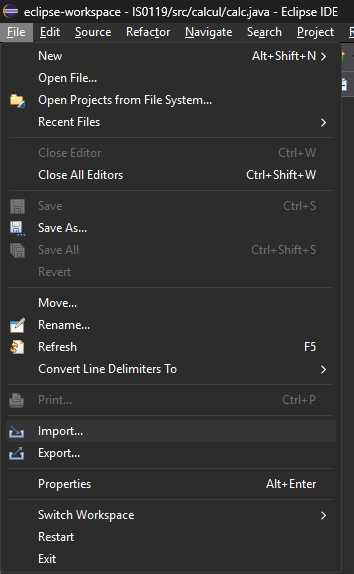 eclipse-workspace - IS0119/src/calcul/calc.java - Eclipse IDE
File Edit Source Refactor Navigate Search Project
New Alt+Shift+N
Open File...
Open Projects from File System...
Recent Files
Close Editor Ctrl+W
Close All Editors Ctrl+Shift+W
Save Ctrl+S
Save As...
Save All Ctrl+Shift+S
Revert
Move...
Rename...
Refresh F5
Convert Line Delimiters To
Print... Ctrl+P
Import...
Export...
Properties Alt+Enter
Switch Workspace
Restart
Exit